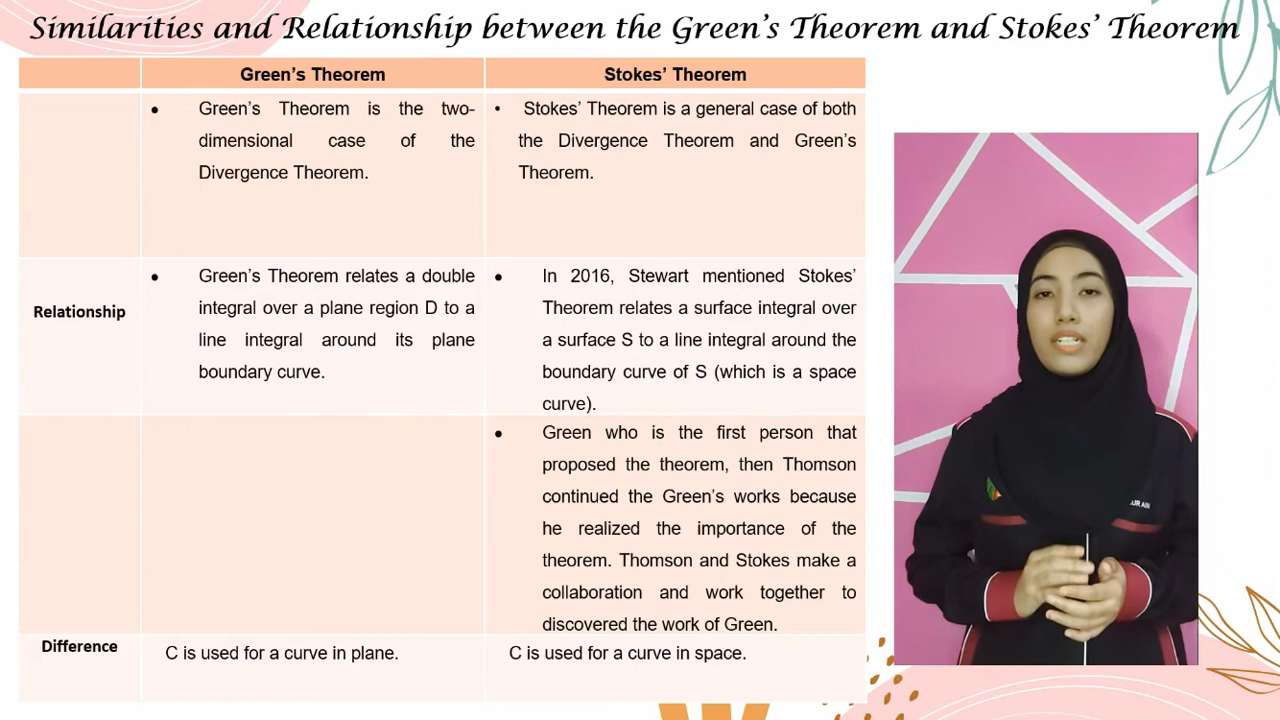 Similarities and Relationship between the Green's Theorem and Stokes' Theorem
Green's Theorem
Stokes' Theorem
• Green's Theorem is the two-
dimensional case of the
Divergence Theorem.
• Stokes' Theorem is a general case of both
the Divergence Theorem and Green's
Theorem.
Relationship
• Green's Theorem relates a double
integral over a plane region D to a
line integral around its plane
boundary curve.
• In 2016, Stewart mentioned Stokes'
Theorem relates a surface integral over
a surface S to a line integral around the
boundary curve of S (which is a space
curve).
• Green who is the first person that
proposed the theorem, then Thomson
continued the Green's works because
he realized the importance of the
theorem. Thomson and Stokes make a
collaboration and work together to
discovered the work of Green.
Difference
C is used for a curve in plane.
C is used for a curve in space.